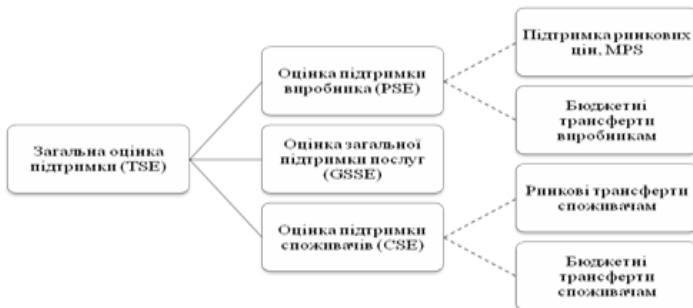 Загальна оцінка
підтримки (TSE)
Оцінка підтримки
виробника (PSE)
Оцінка загальної
підтримки послуг
(GSSE)
Оцінка підтримки
споживачів (CSE)
Підтримка ринкових
цін, MPS
Бюджетні
трансферти
виробникам
Ринкові трансферти
споживачам
Бюджетні
трансферти
споживачам